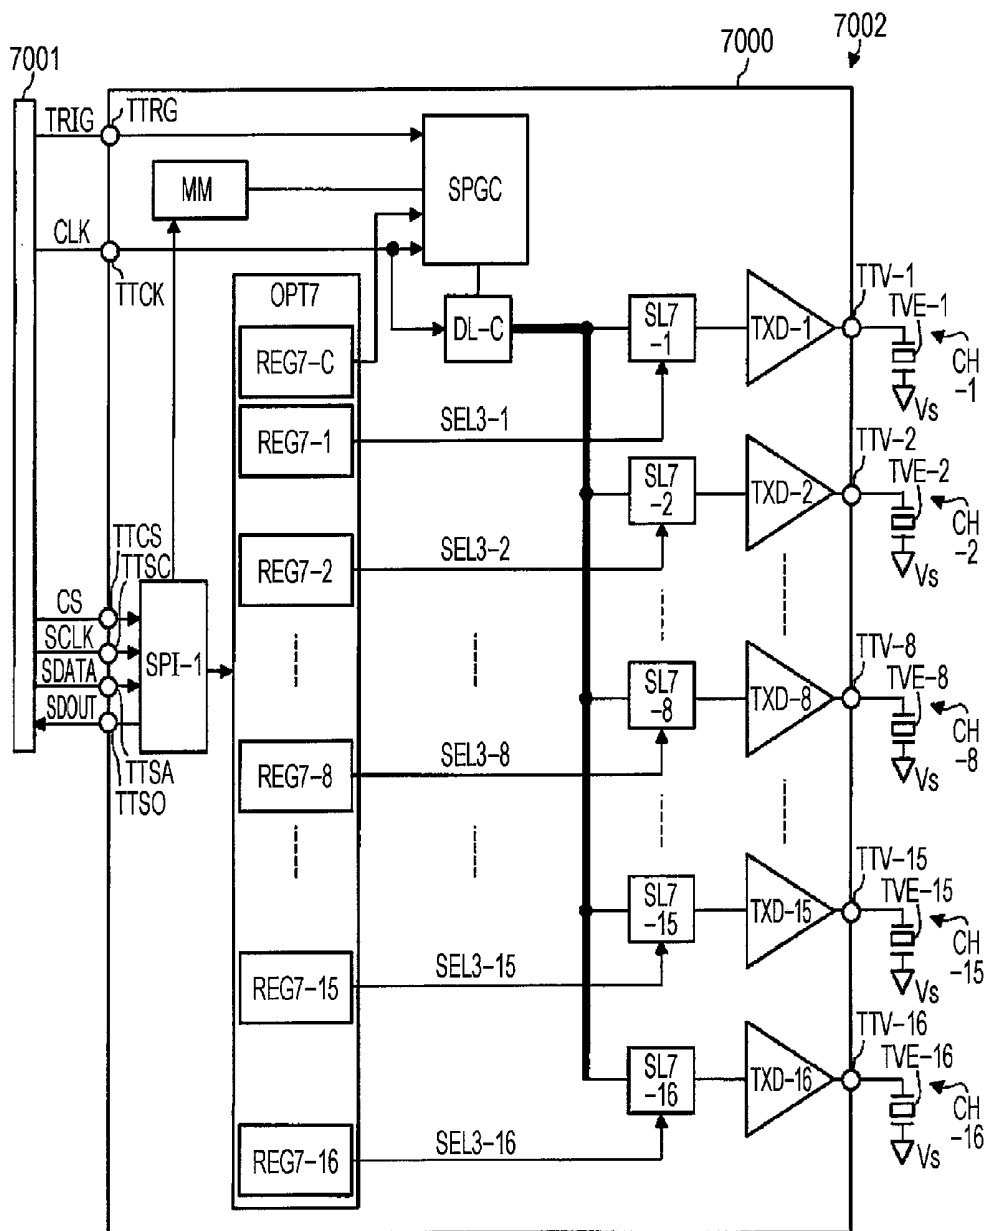 7002
7000
7001
TRIG
TTRG
SPGC
MM
CLK
TTCK
OPT7
DL-C
REG7-C
REG7-1
SEL3-1
SL7
-1
TXD-1
TTV-1
TVE-1
CH
-1
Vs
REG7-2
SEL3-2
SL7
-2
TXD-2
TTV-2
TVE-2
CH
-2
Vs
TTCS
TTSC
CS
SCLK
SDATA
SDOUT
SPI-1
TTSA
TTSO
REG7-8
SEL3-8
SL7
-8
TXD-8
TTV-8
TVE-8
CH
-8
Vs
REG7-15
SEL3-15
SL7
-15
TXD-15
TTV-15
TVE-15
CH
-15
Vs
REG7-16
SEL3-16
SL7
-16
TXD-16
TTV-16
TVE-16
CH
-16
Vs